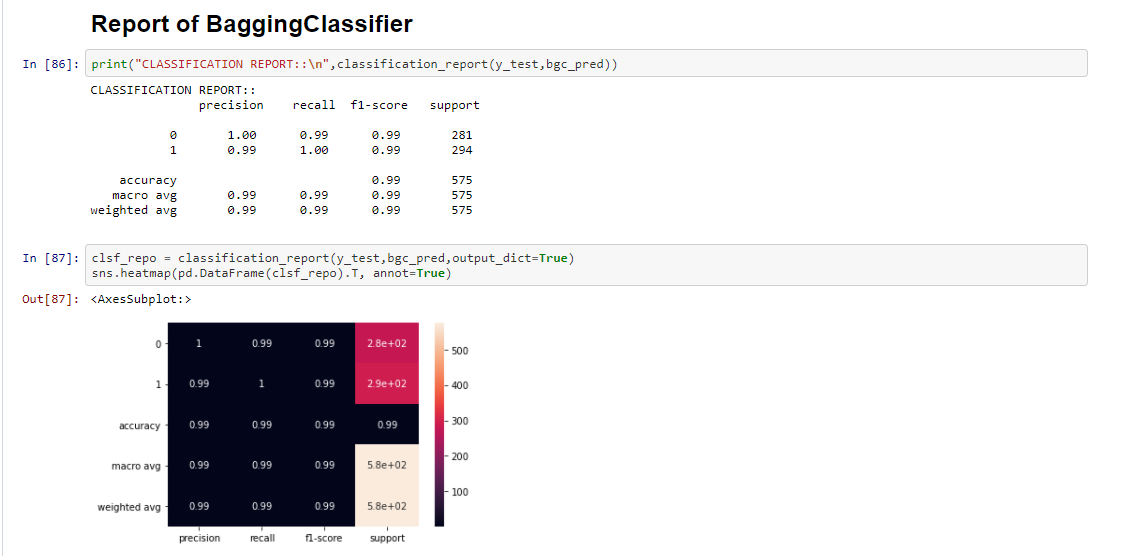 Report of BaggingClassifier
In [86]: print("CLASSIFICATION REPORT::\n",classification_report(y_test,bgc_pred))
CLASSIFICATION REPORT::
precision recall f1-score support
0 1.00 0.99 0.99 281
1 0.99 1.00 0.99 294
accuracy 0.99 575
macro avg 0.99 0.99 0.99 575
weighted avg 0.99 0.99 0.99 575
In [87]: clsf_repo = classification_report(y_test,bgc_pred,output_dict=True)
sns.heatmap(pd.DataFrame(clsf_repo).T, annot=True)
Out[87]: <AxesSubplot:>
0 1 0.99 0.99 2.8e+02
500
1 0.99 1 0.99 2.9e+02
400
accuracy 0.99 0.99 0.99 0.99
300
macro avg 0.99 0.99 0.99 5.8e+02
200
weighted avg 0.99 0.99 0.99 5.8e+02
100
precision recall f1-score support